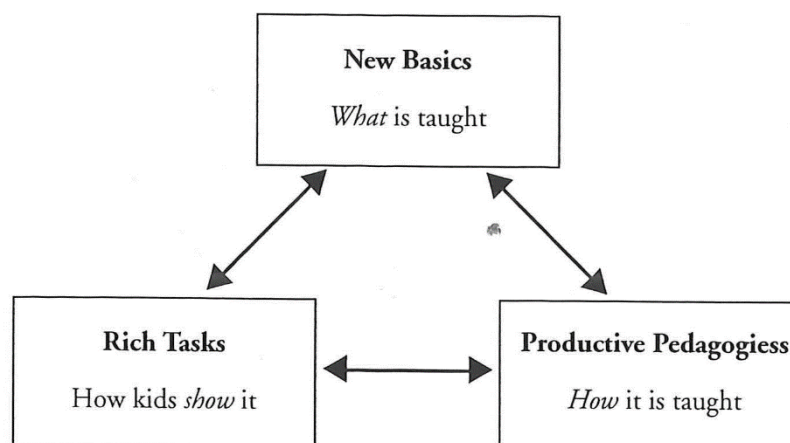 New Basics
What is taught
Rich Tasks
How kids show it
Productive Pedagogiess
How it is taught